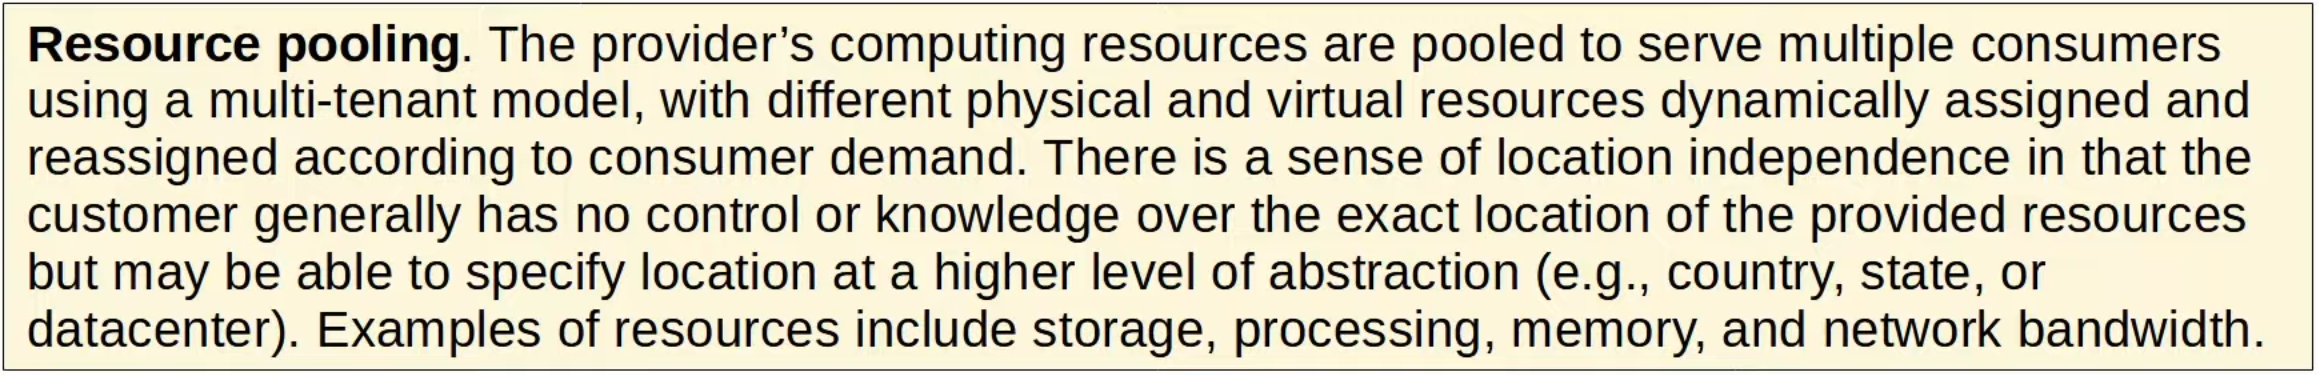 Resource pooling. The provider’s computing resources are pooled to serve multiple consumers
using a multi-tenant model, with different physical and virtual resources dynamically assigned and
reassigned according to consumer demand. There is a sense of location independence in that the
customer generally has no control or knowledge over the exact location of the provided resources
but may be able to specify location at a higher level of abstraction (e.g., country, state, or
datacenter). Examples of resources include storage, processing, memory, and network bandwidth.